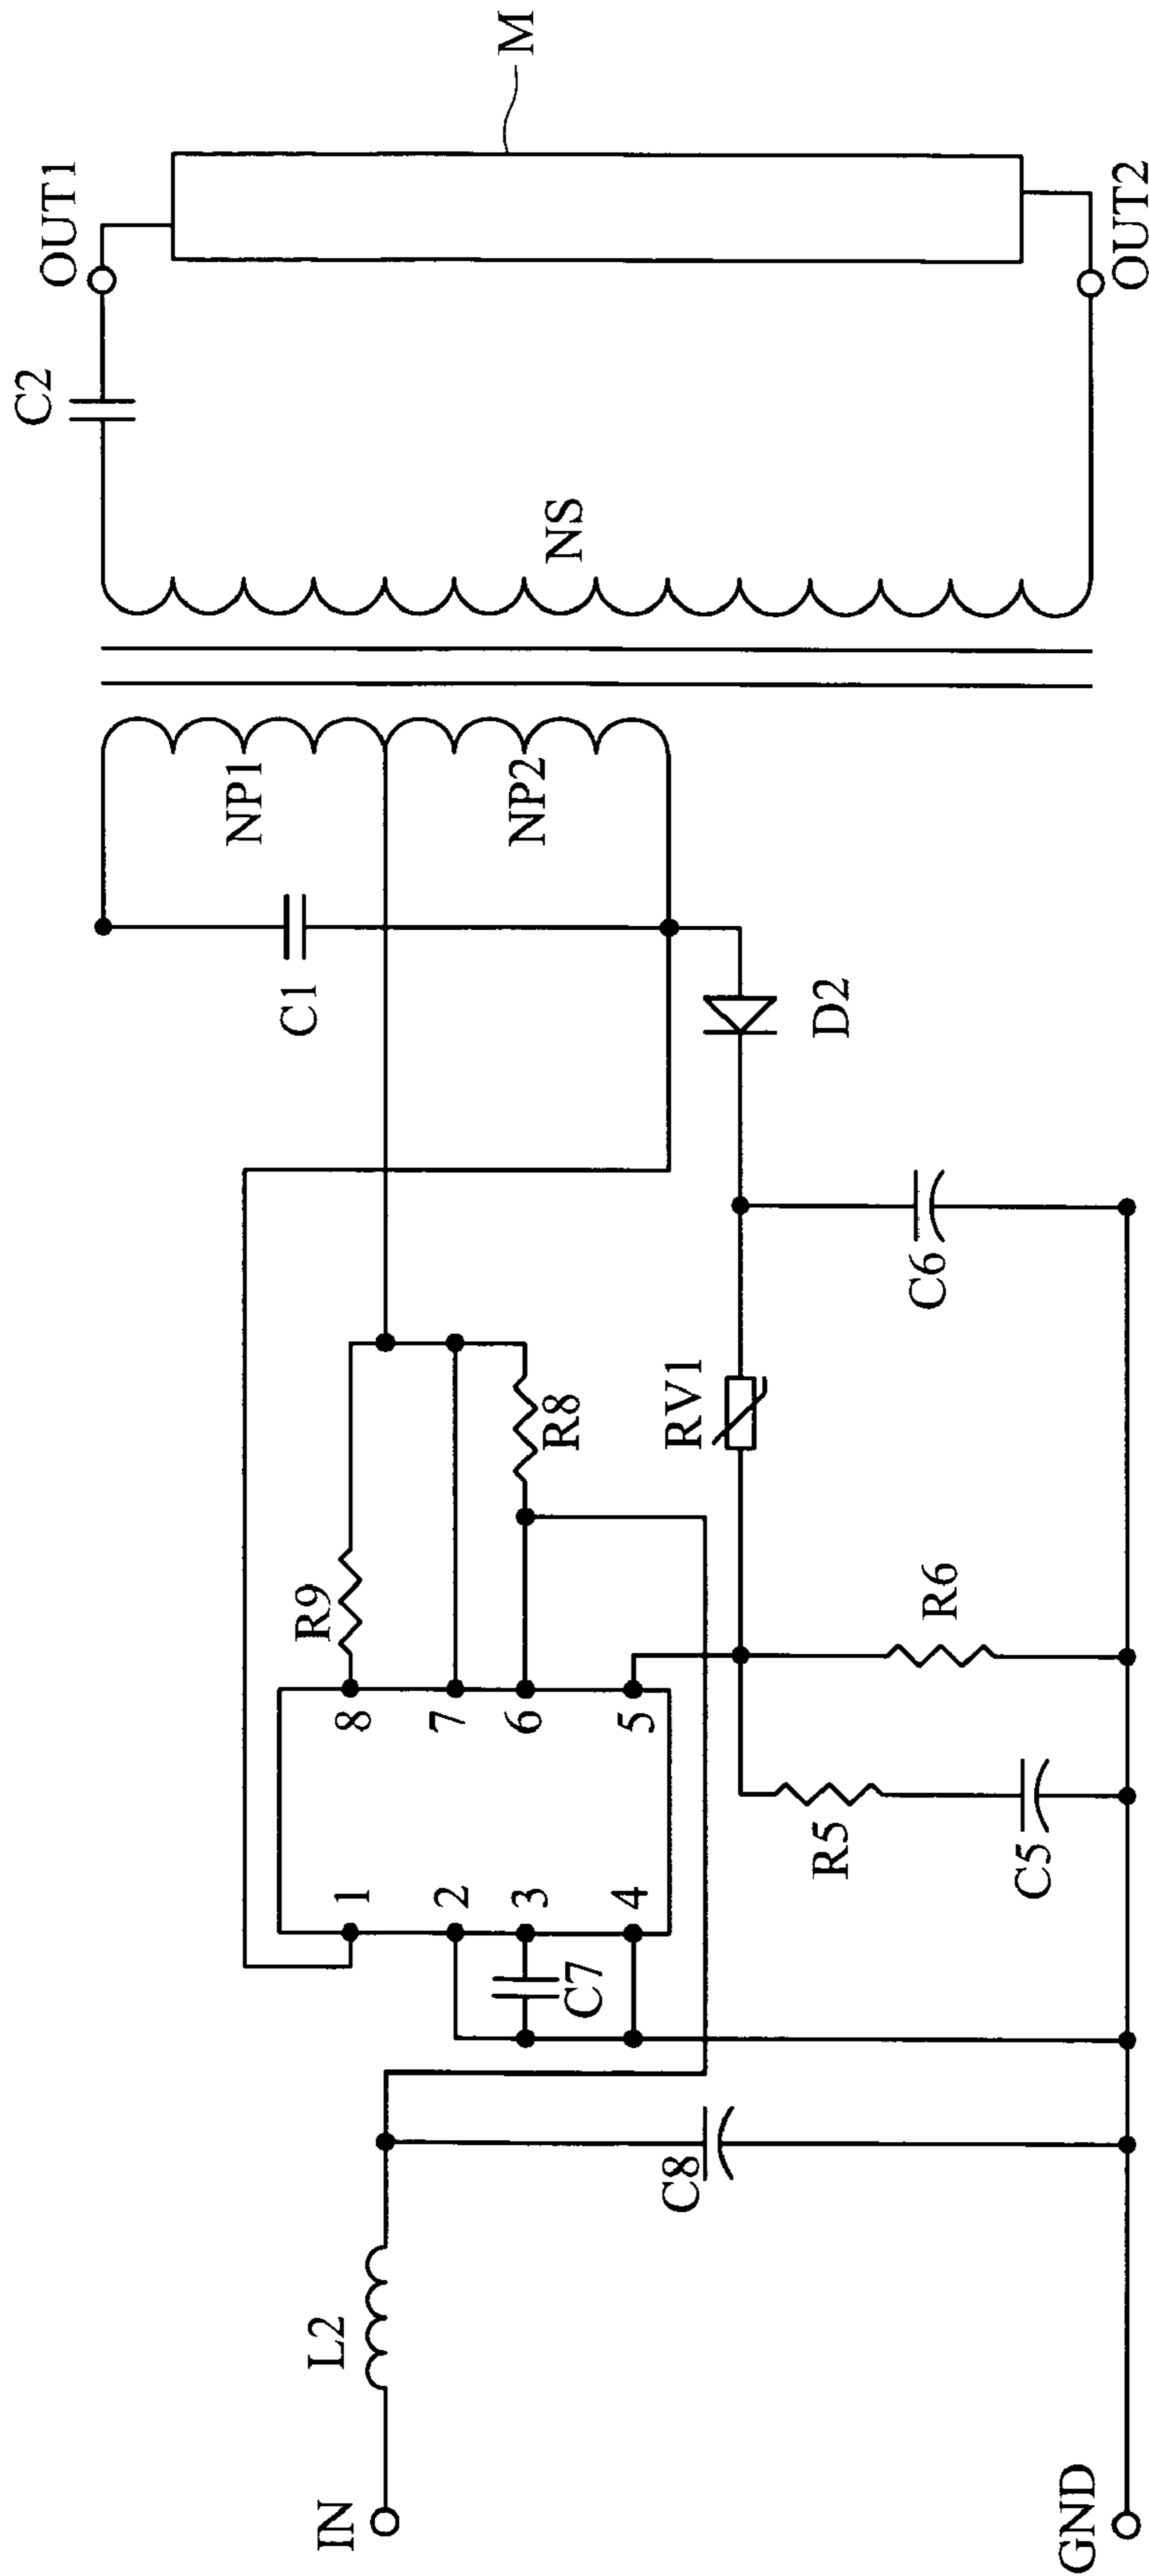 M
OUT1
OUT2
C2
NS
NP1
NP2
C1
D2
C6
RV1
R8
R9
R6
8
7
6
5
1
2
3
4
R5
C5
C7
C8
L2
IN
GND